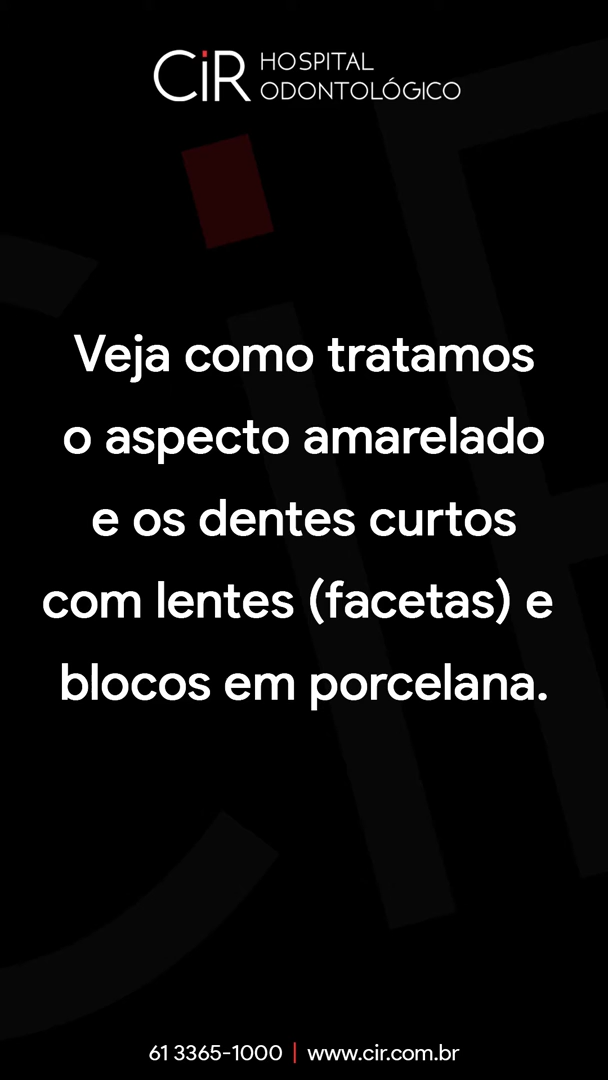 CiR HOSPITAL
ODONTOLÓGICO
Veja como tratamos
o aspecto amarelado
e os dentes curtos
com lentes (facetas) e
blocos em porcelana.
61 3365-1000 | www.cir.com.br